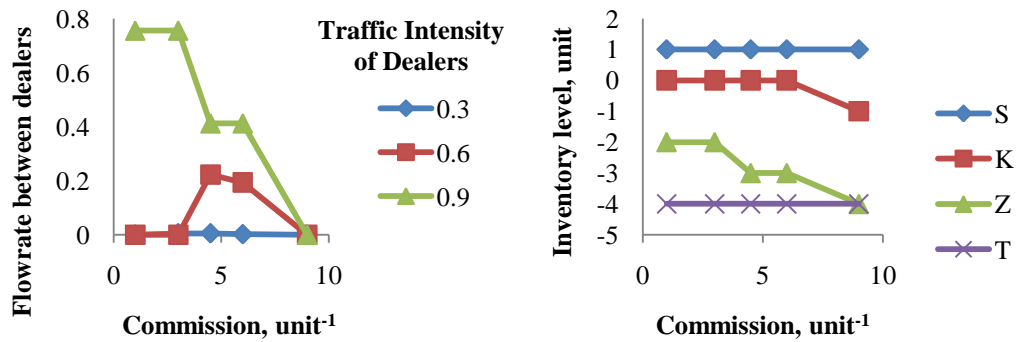 Flowrate between dealers
0.8
0.6
0.4
0.2
0
0
5
10
Commission, unit⁻¹
Traffic Intensity
of Dealers
0.3
0.6
0.9
Inventory level, unit
2
1
0
-1
-2
-3
-4
-5
0
5
10
Commission, unit⁻¹
S
K
Z
T